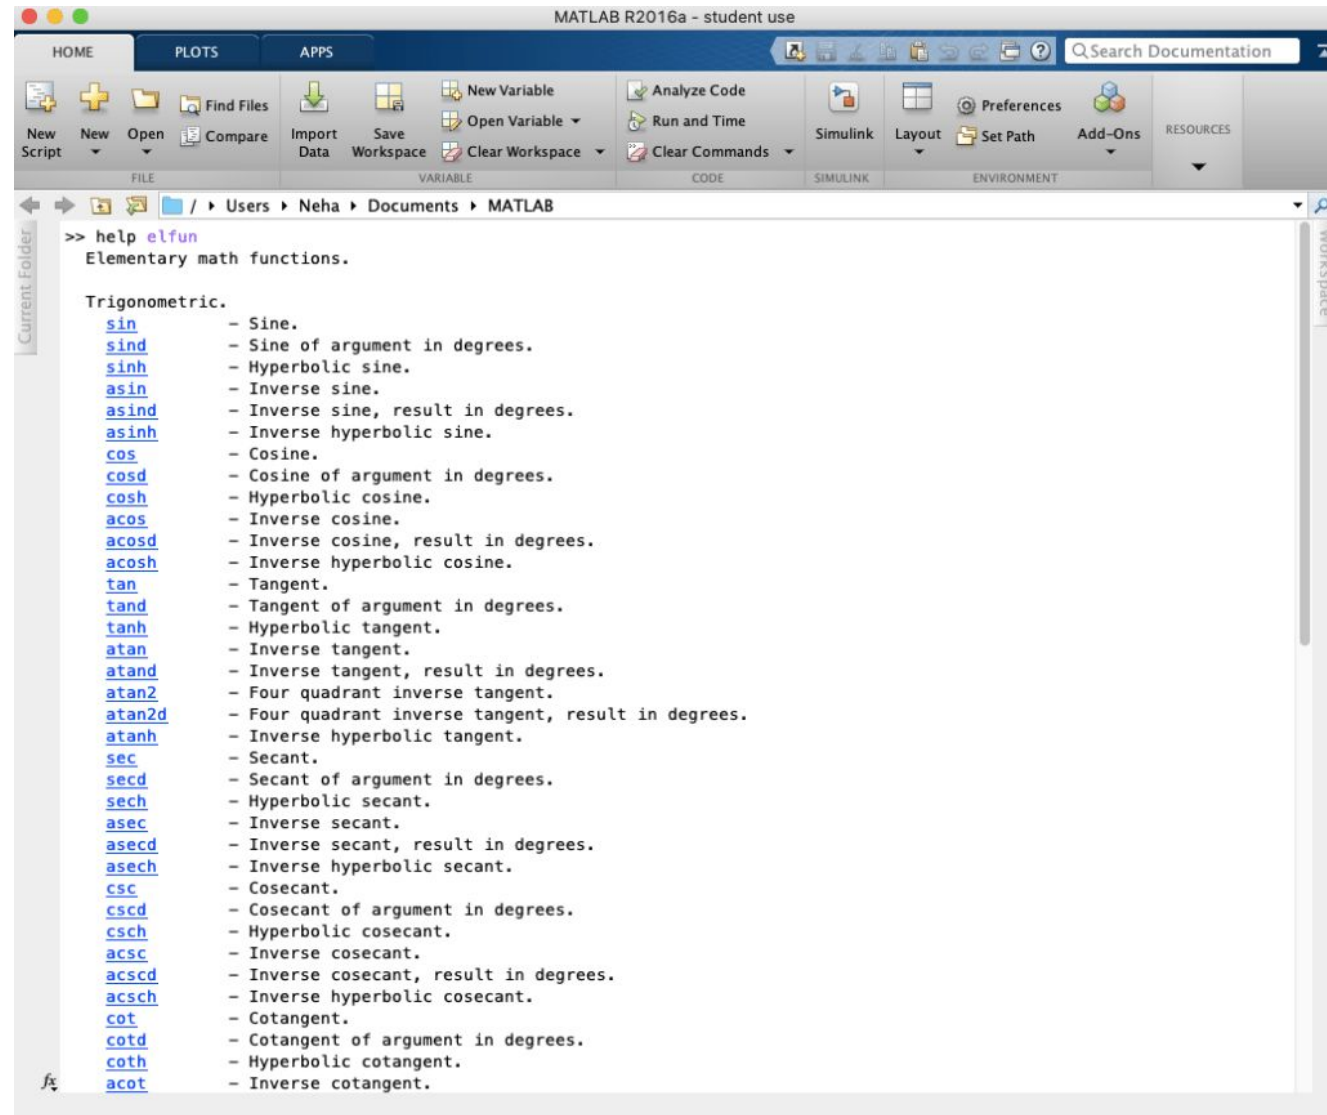 MATLAB R2016a - student use
HOME PLOTS APPS Search Documentation
New Script New Open Find Files Compare Import Data Save Workspace New Variable Open Variable Clear Workspace Analyze Code Run and Time Clear Commands Simulink Layout Preferences Set Path Add-Ons RESOURCES
FILE VARIABLE CODE SIMULINK ENVIRONMENT
/ Users Neha Documents MATLAB
Current Folder
Workspace
>> help elfun
Elementary math functions.
Trigonometric.
sin - Sine.
sind - Sine of argument in degrees.
sinh - Hyperbolic sine.
asin - Inverse sine.
asind - Inverse sine, result in degrees.
asinh - Inverse hyperbolic sine.
cos - Cosine.
cosd - Cosine of argument in degrees.
cosh - Hyperbolic cosine.
acos - Inverse cosine.
acosd - Inverse cosine, result in degrees.
acosh - Inverse hyperbolic cosine.
tan - Tangent.
tand - Tangent of argument in degrees.
tanh - Hyperbolic tangent.
atan - Inverse tangent.
atand - Inverse tangent, result in degrees.
atan2 - Four quadrant inverse tangent.
atan2d - Four quadrant inverse tangent, result in degrees.
atanh - Inverse hyperbolic tangent.
sec - Secant.
secd - Secant of argument in degrees.
sech - Hyperbolic secant.
asec - Inverse secant.
asecd - Inverse secant, result in degrees.
asech - Inverse hyperbolic secant.
csc - Cosecant.
cscd - Cosecant of argument in degrees.
csch - Hyperbolic cosecant.
acsc - Inverse cosecant.
acscd - Inverse cosecant, result in degrees.
acsch - Inverse hyperbolic cosecant.
cot - Cotangent.
cotd - Cotangent of argument in degrees.
coth - Hyperbolic cotangent.
fx acot - Inverse cotangent.